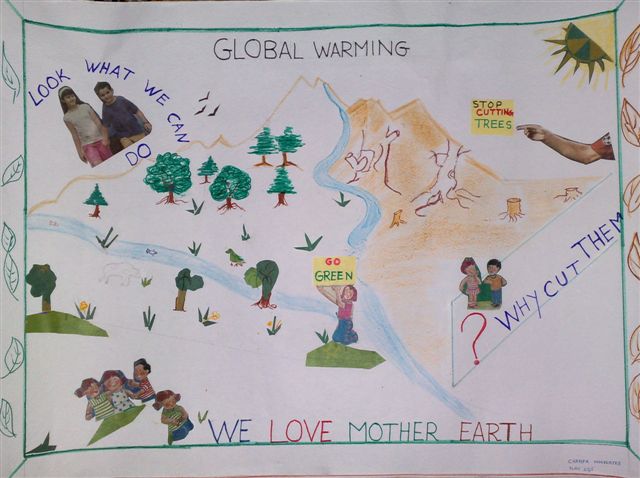 GLOBAL WARMING
LOOK WHAT WE CAN DO
STOP
CUTTING
TREES
GO
GREEN
WHY CUT THEM
?
WE LOVE MOTHER EARTH